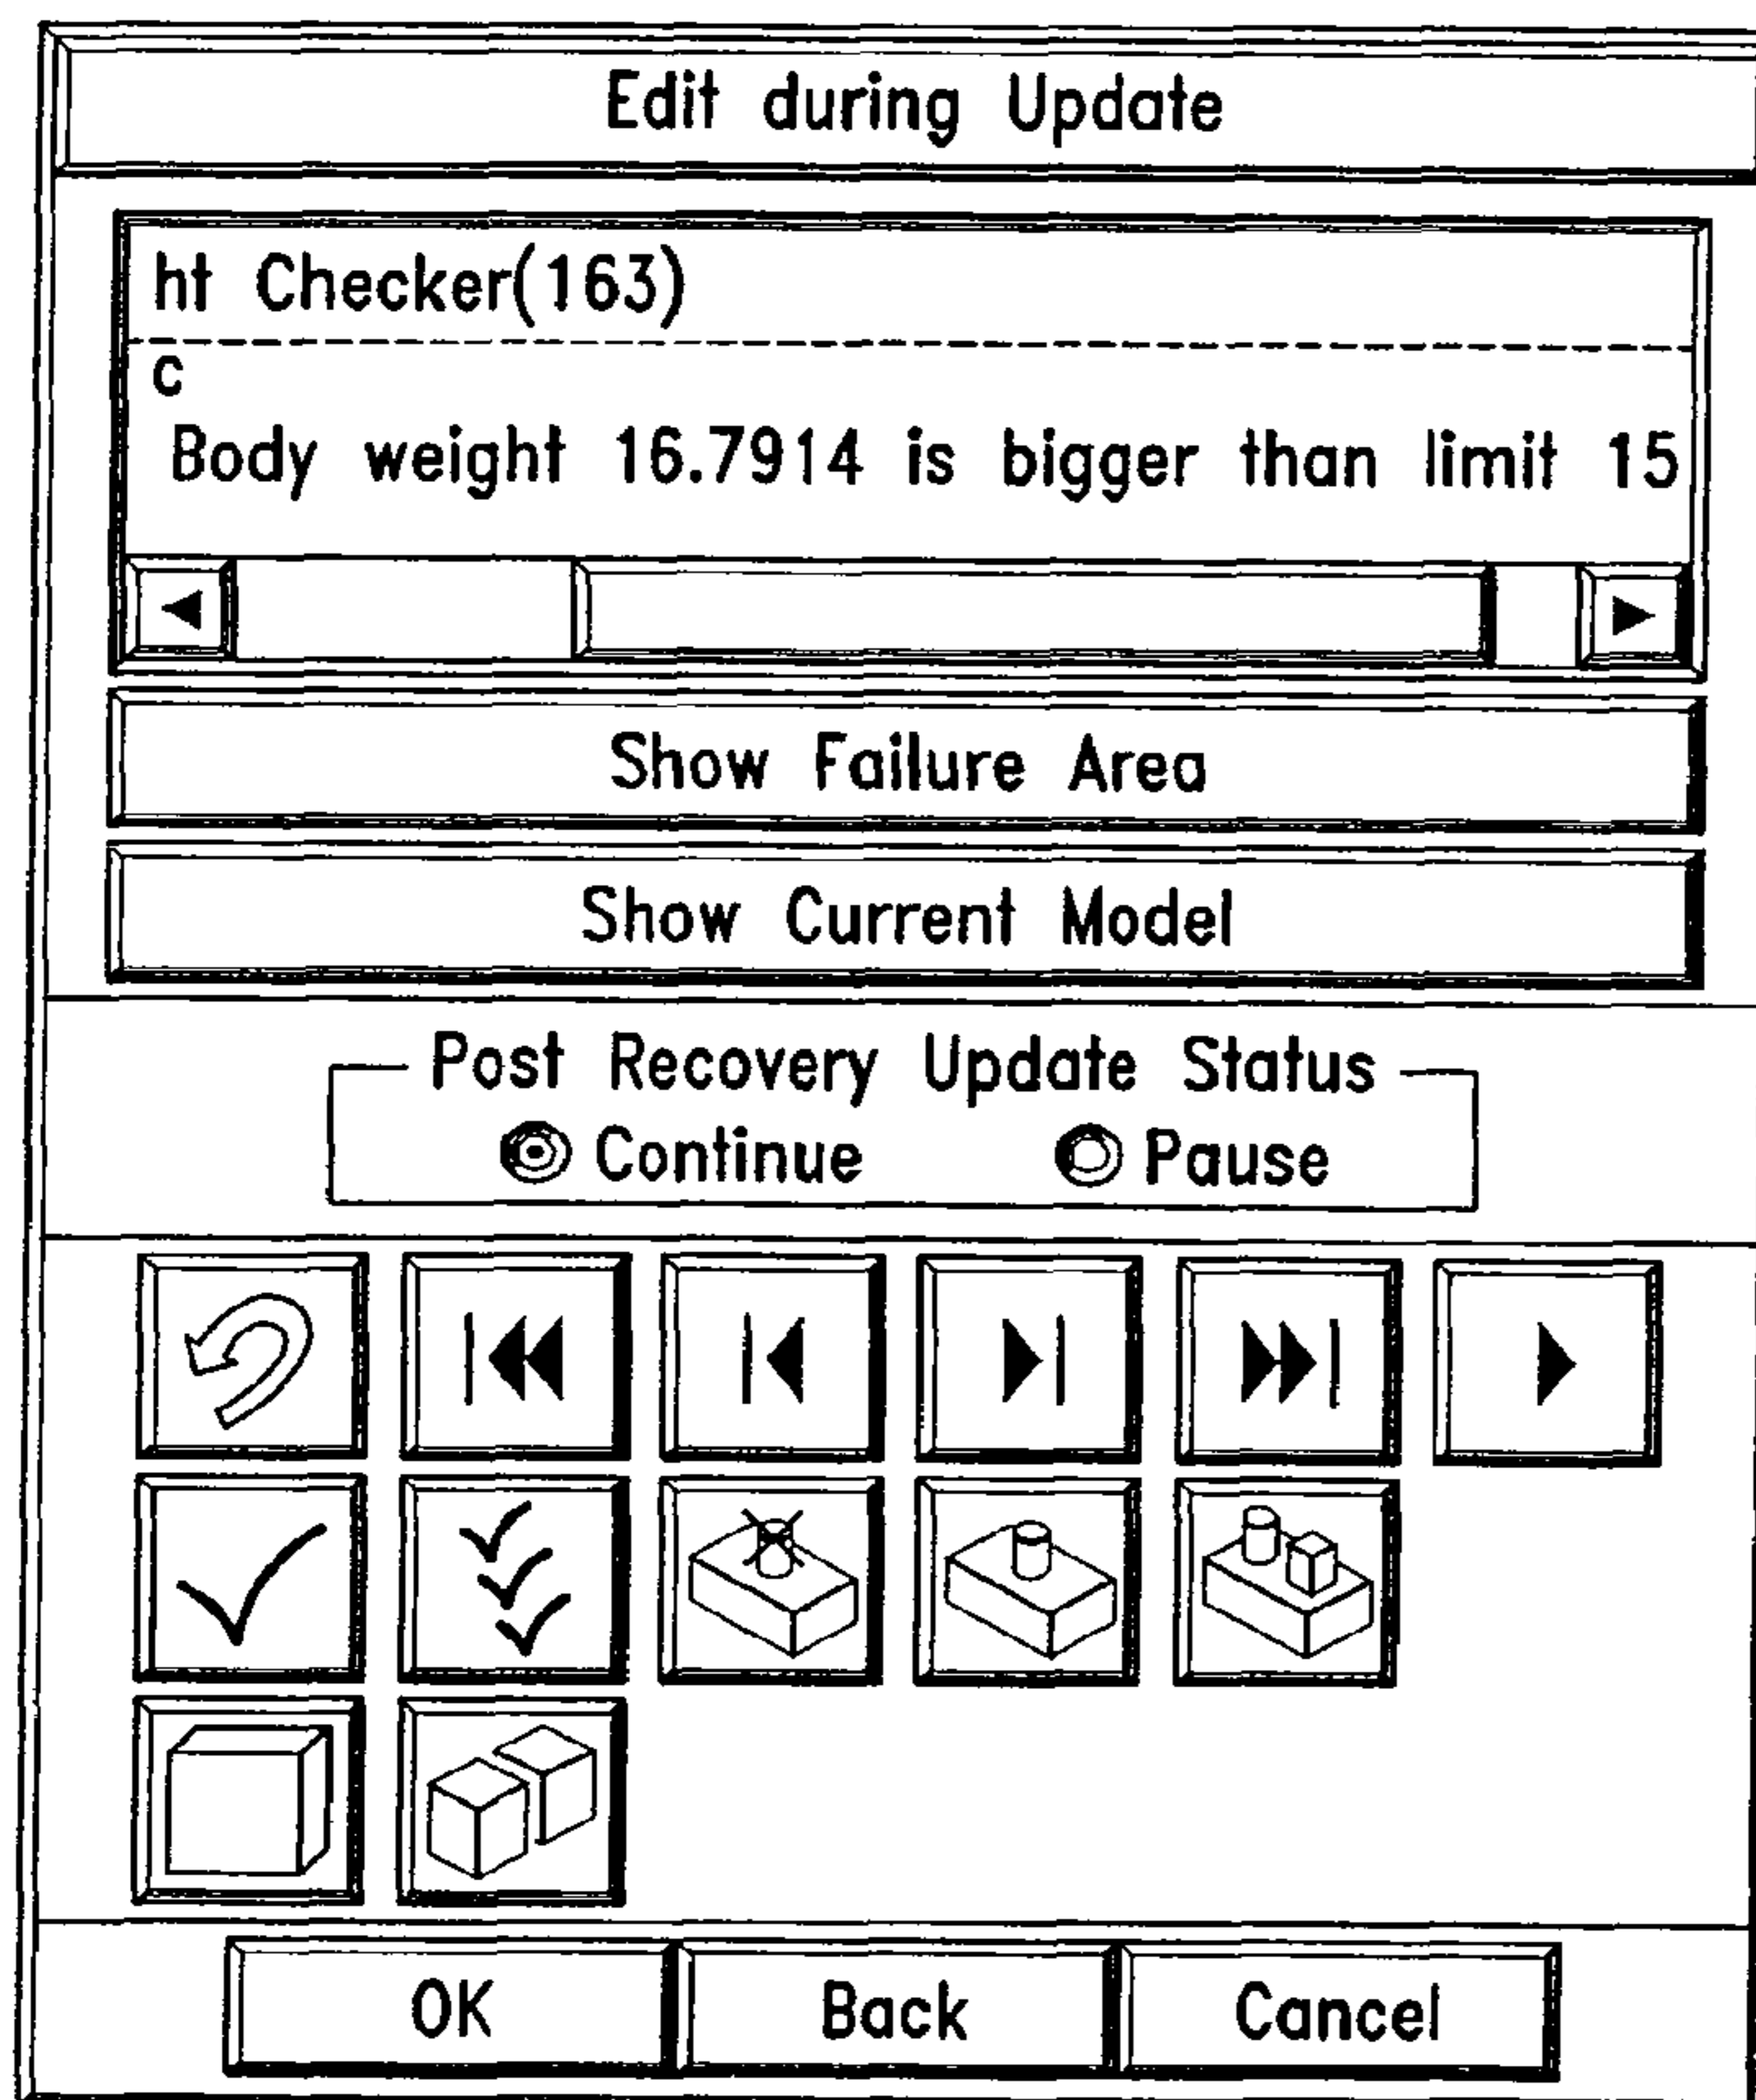 Edit during Update
ht Checker(163)
c
Body weight 16.7914 is bigger than limit 15
Show Failure Area
Show Current Model
Post Recovery Update Status
Continue Pause
OK Back Cancel